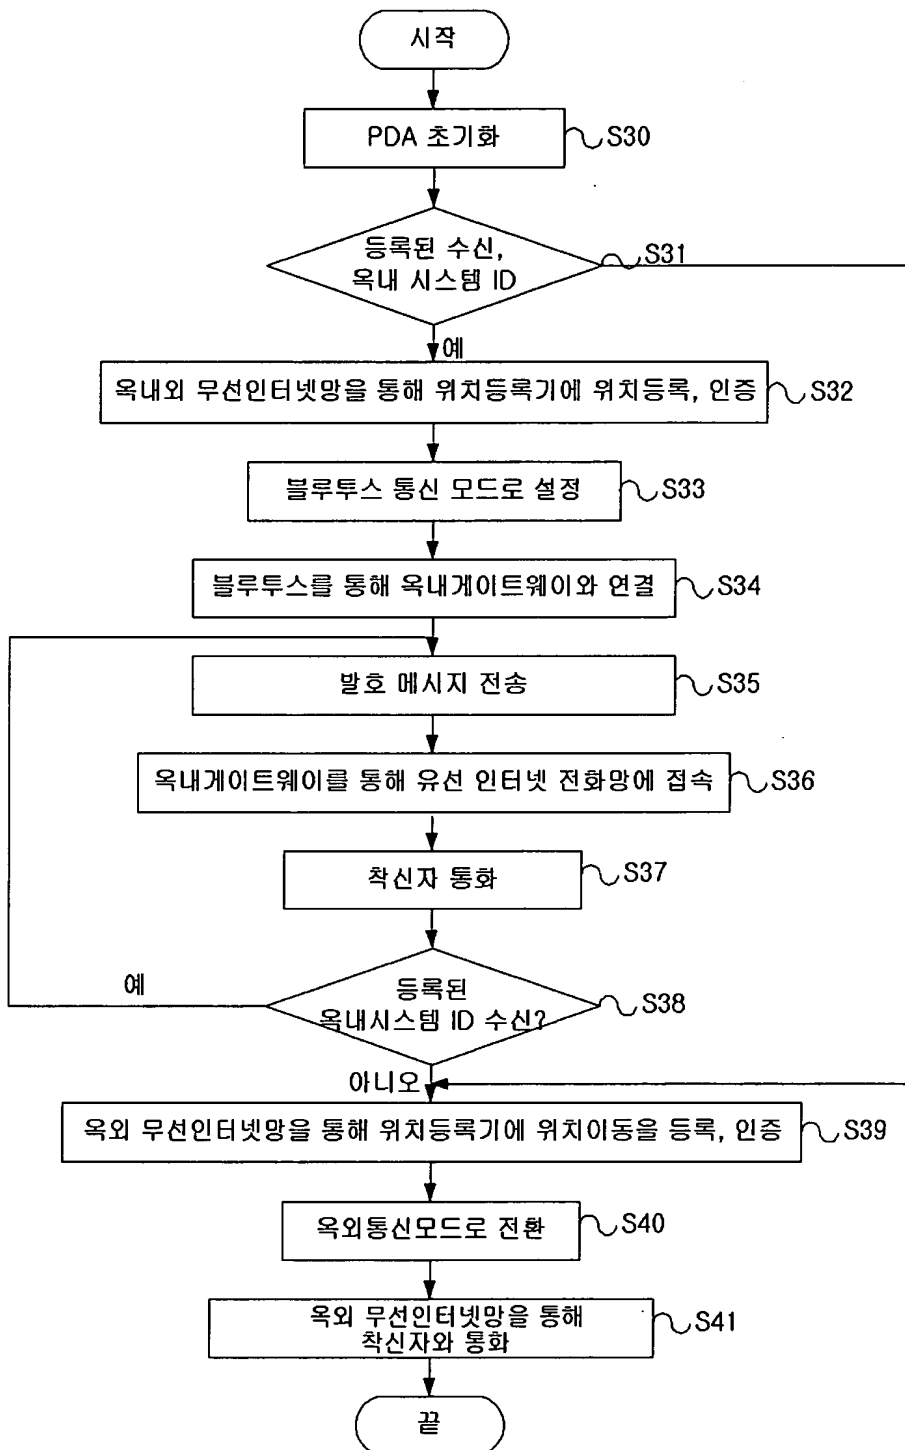 시작
PDA 초기화
S30
등록된 수신,
옥내 시스템 ID
S31
예
옥내외 무선인터넷망을 통해 위치등록기에 위치등록, 인증
S32
블루투스 통신 모드로 설정
S33
블루투스를 통해 옥내게이트웨이와 연결
S34
발호 메시지 전송
S35
옥내게이트웨이를 통해 유선 인터넷 전화망에 접속
S36
착신자 통화
S37
예
등록된
옥내시스템 ID 수신?
S38
아니오
옥외 무선인터넷망을 통해 위치등록기에 위치이동을 등록, 인증
S39
옥외통신모드로 전환
S40
옥외 무선인터넷망을 통해
착신자와 통화
S41
끝